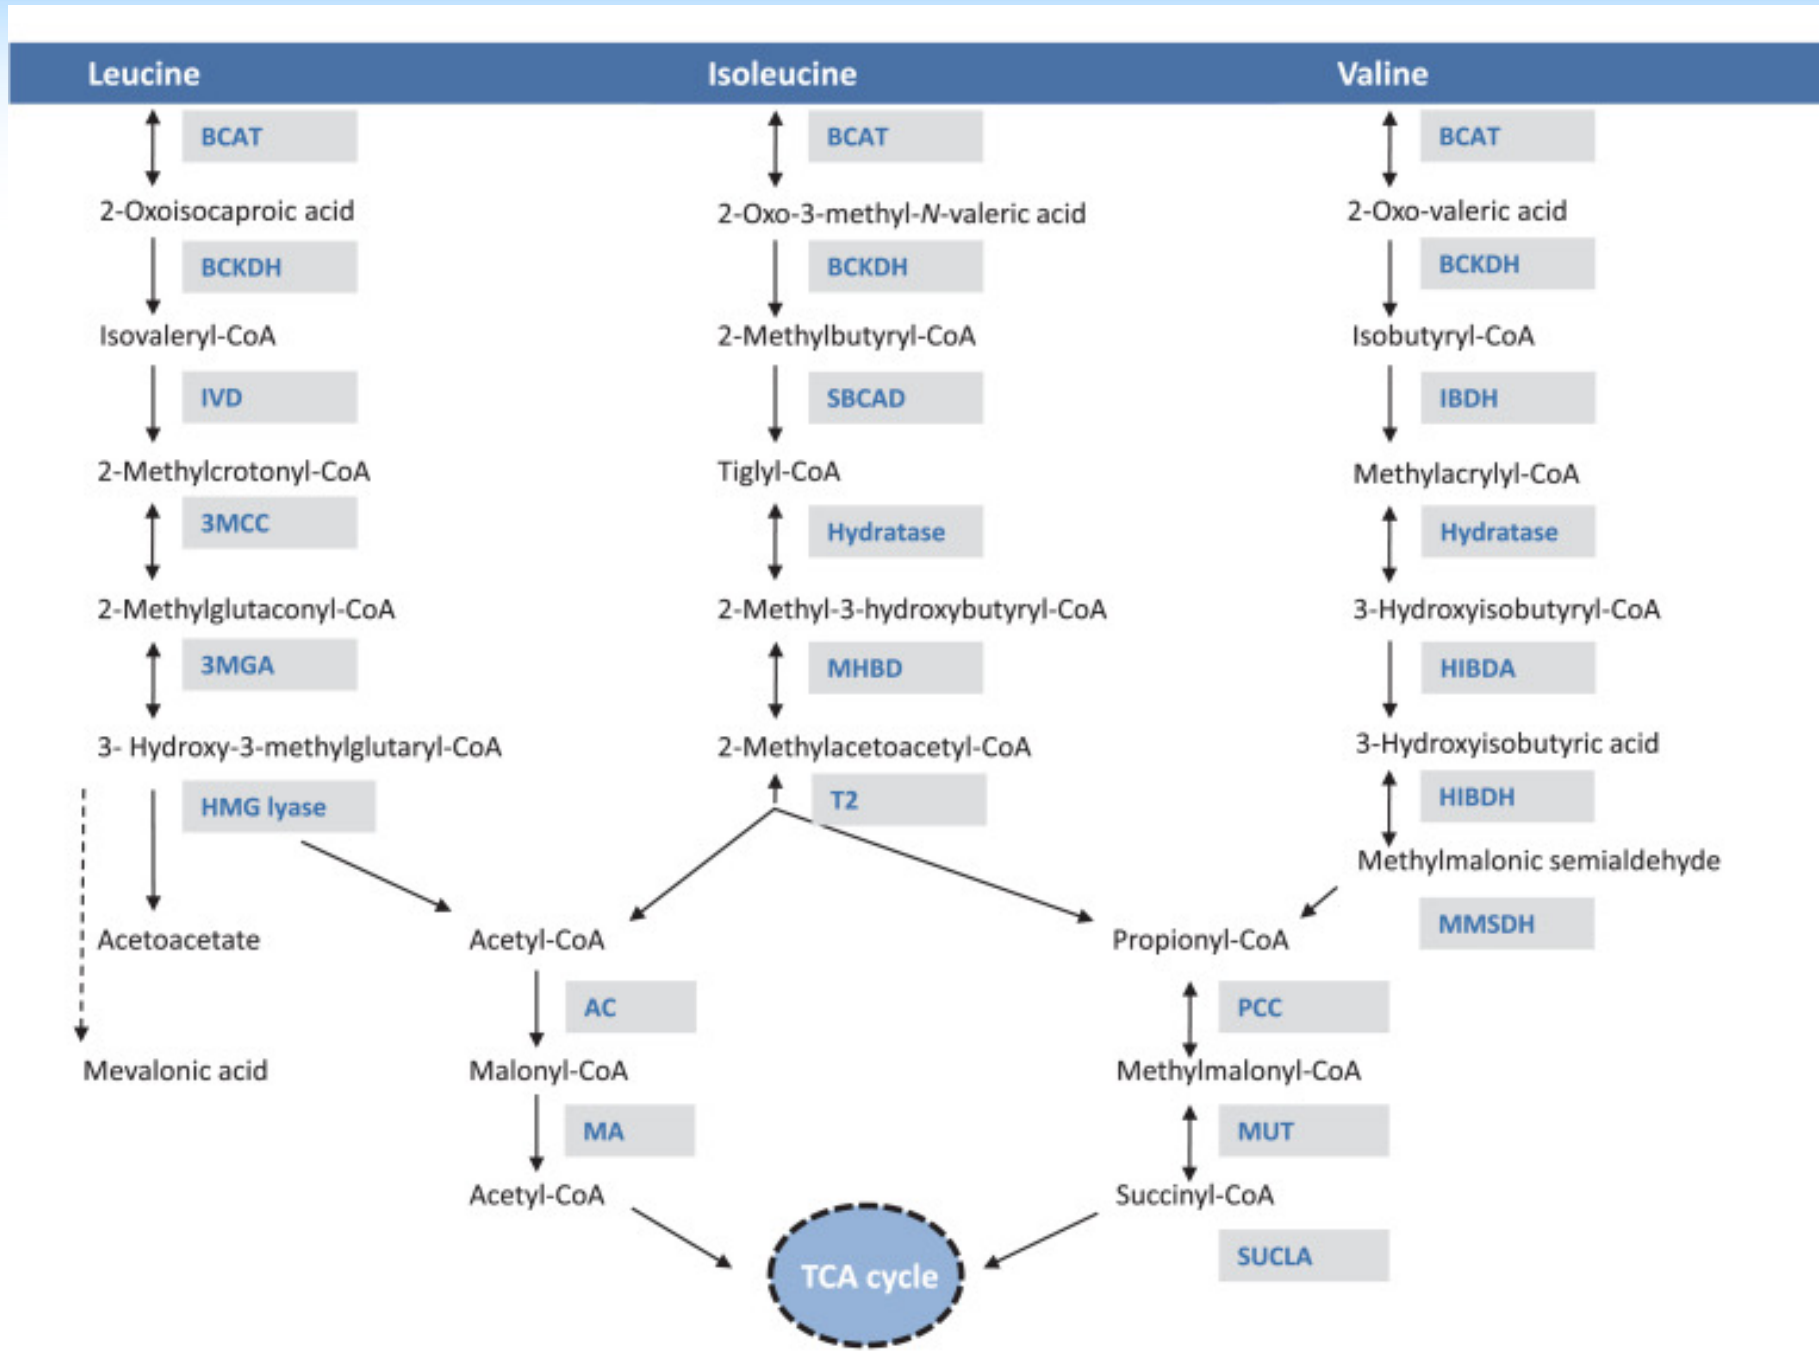 Leucine Isoleucine Valine
BCAT BCAT BCAT
2-Oxoisocaproic acid 2-Oxo-3-methyl-N-valeric acid 2-Oxo-valeric acid
BCKDH BCKDH BCKDH
Isovaleryl-CoA 2-Methylbutyryl-CoA Isobutyryl-CoA
IVD SBCAD IBDH
2-Methylcrotonyl-CoA Tiglyl-CoA Methylacrylyl-CoA
3MCC Hydratase Hydratase
2-Methylglutaconyl-CoA 2-Methyl-3-hydroxybutyryl-CoA 3-Hydroxyisobutyryl-CoA
3MGA MHBD HIBDA
3- Hydroxy-3-methylglutaryl-CoA 2-Methylacetoacetyl-CoA 3-Hydroxyisobutyric acid
HMG lyase T2 HIBDH
Methylmalonic semialdehyde
MMSDH
Acetoacetate Acetyl-CoA Propionyl-CoA
AC PCC
Mevalonic acid Malonyl-CoA Methylmalonyl-CoA
MA MUT
Acetyl-CoA Succinyl-CoA
SUCLA
TCA cycle